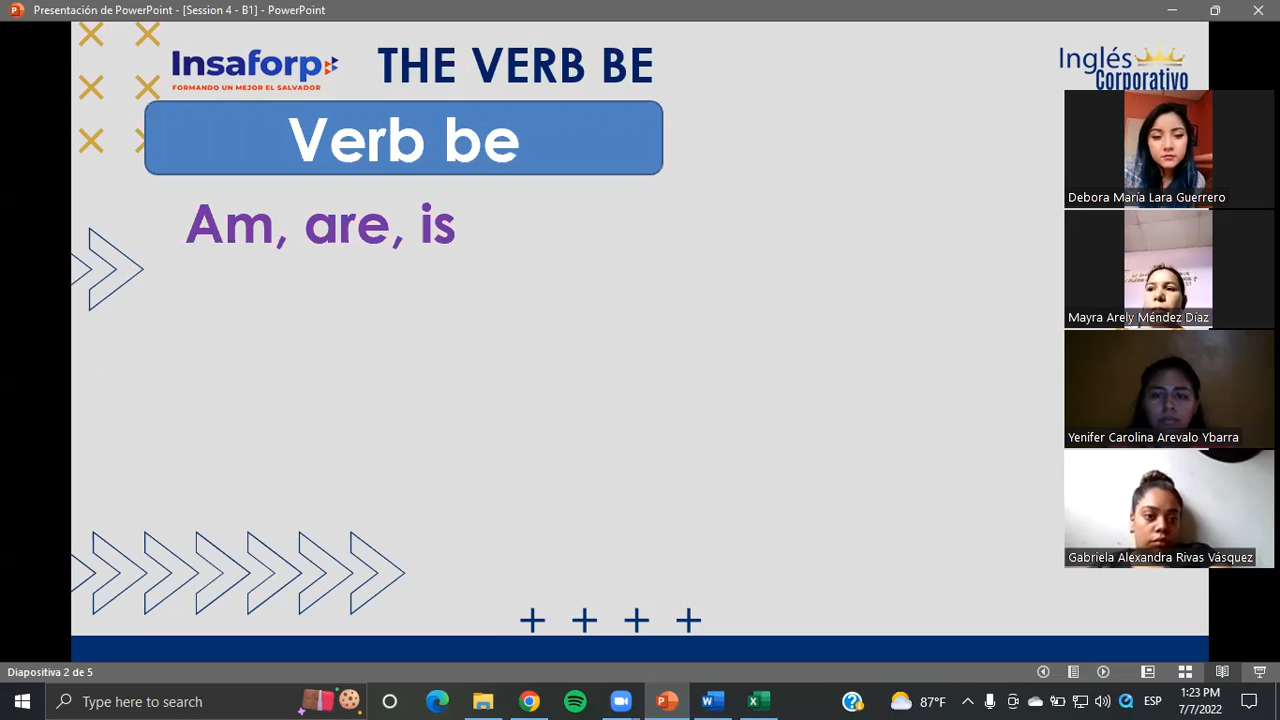 Presentación de PowerPoint - [Session 4 - B1] - PowerPoint
Insaforp
FORMANDO UN MEJOR EL SALVADOR
THE VERB BE
Inglés
Corporativo
Verb be
Am, are, is
Debora María Lara Guerrero
Mayra Arely Méndez Díaz
Yenifer Carolina Arevalo Ybarra
Gabriela Alexandra Rivas Vásquez
Diapositiva 2 de 5
Type here to search
87°F
ESP
1:23 PM
7/7/2022